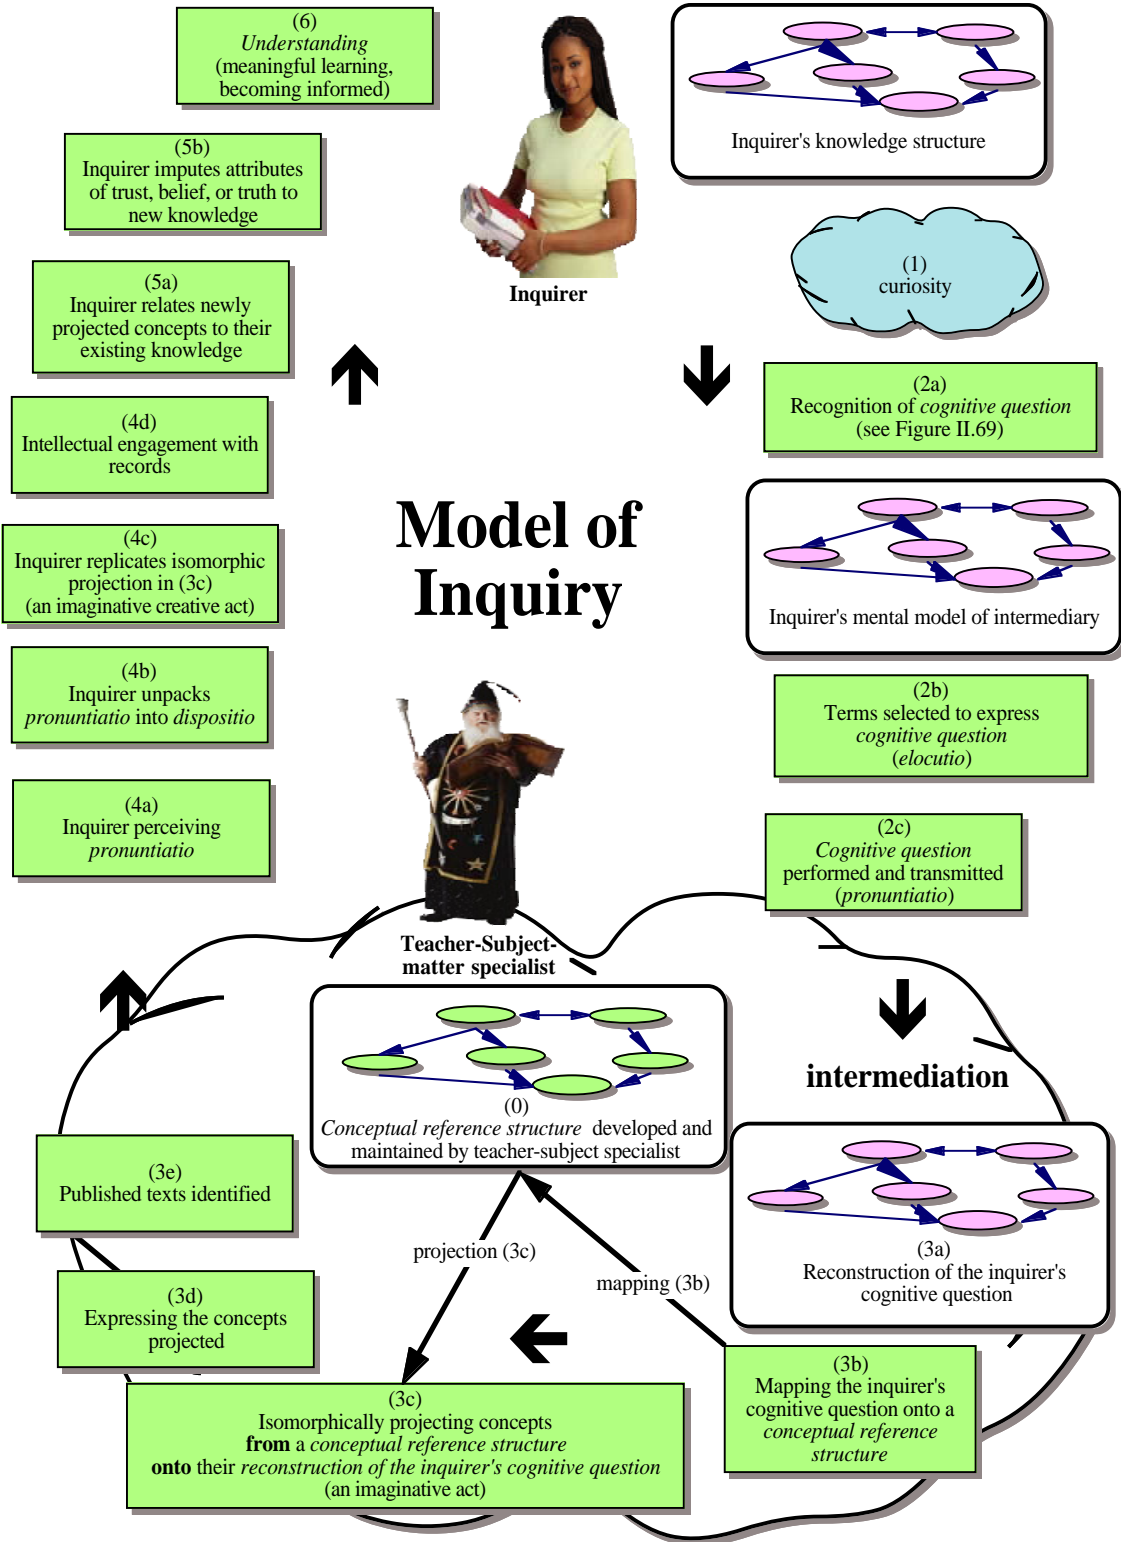 (6)
Understanding
(meaningful learning,
becoming informed)
Inquirer's knowledge structure
(5b)
Inquirer imputes attributes
of trust, belief, or truth to
new knowledge
(1)
curiosity
Inquirer
(5a)
Inquirer relates newly
projected concepts to their
existing knowledge
(2a)
Recognition of cognitive question
(see Figure II.69)
(4d)
Intellectual engagement with
records
Model of
Inquiry
(4c)
Inquirer replicates isomorphic
projection in (3c)
(an imaginative creative act)
Inquirer's mental model of intermediary
(4b)
Inquirer unpacks
pronuntiatio into dispositio
(2b)
Terms selected to express
cognitive question
(elocutio)
(4a)
Inquirer perceiving
pronuntiatio
(2c)
Cognitive question
performed and transmitted
(pronuntiatio)
Teacher-Subject-
matter specialist
intermediation
(0)
Conceptual reference structure developed and
maintained by teacher-subject specialist
(3e)
Published texts identified
projection (3c)
mapping (3b)
(3a)
Reconstruction of the inquirer's
cognitive question
(3d)
Expressing the concepts
projected
(3b)
Mapping the inquirer's
cognitive question onto a
conceptual reference
structure
(3c)
Isomorphically projecting concepts
from a conceptual reference structure
onto their reconstruction of the inquirer's cognitive question
(an imaginative act)